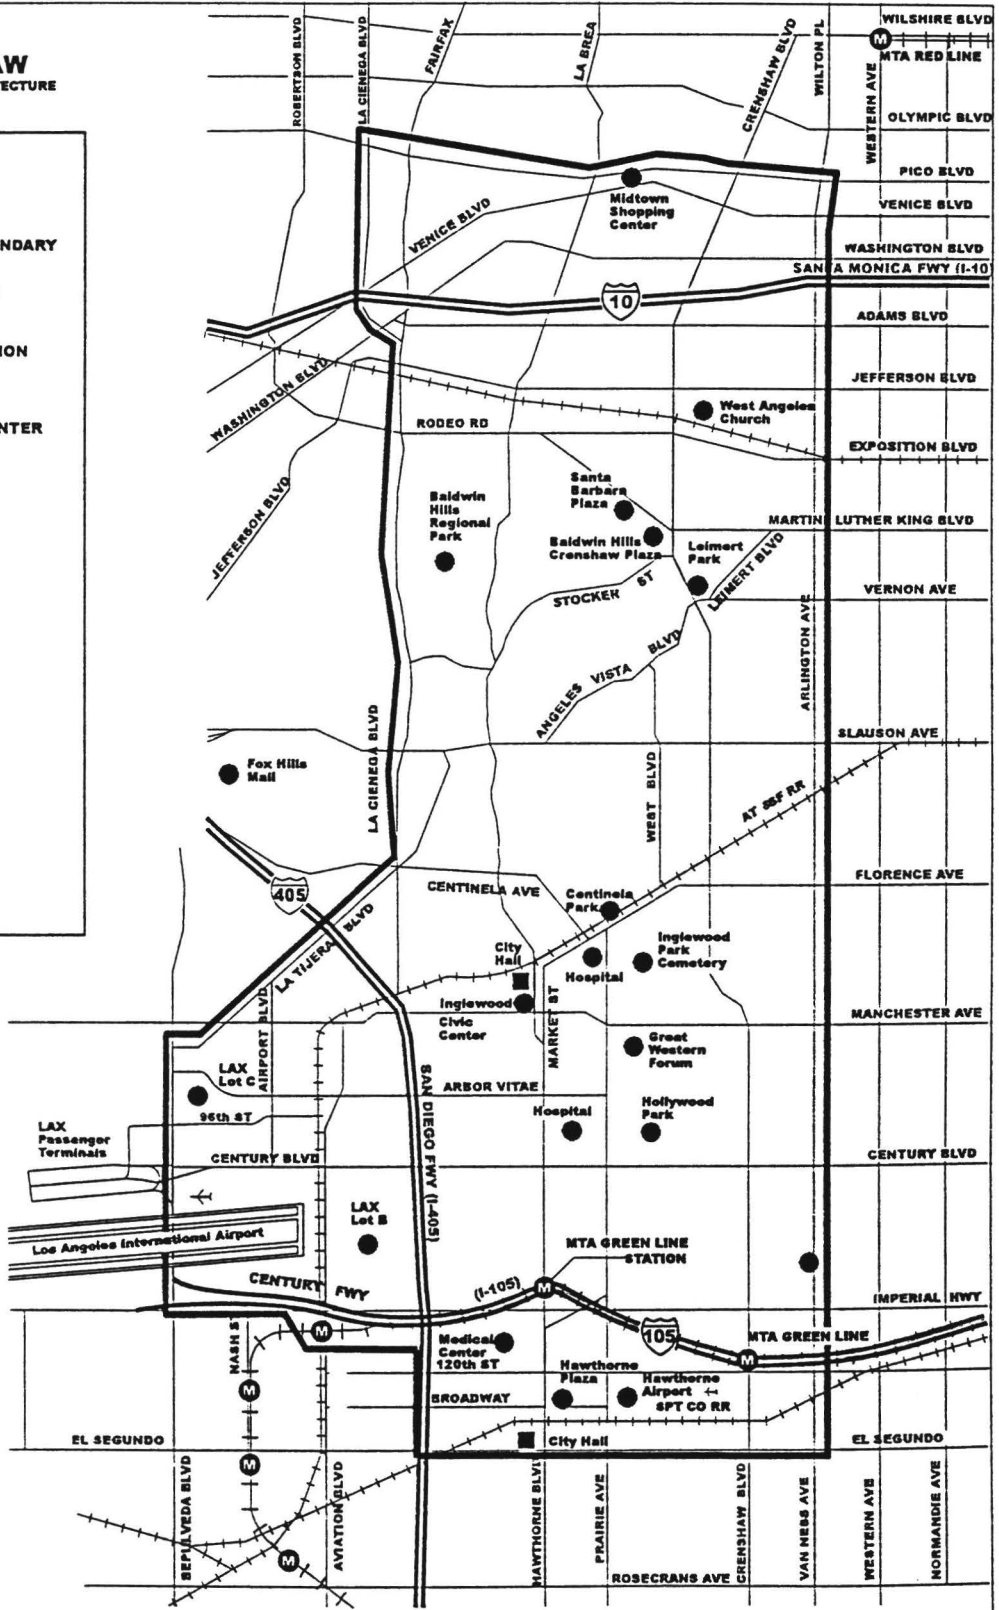 AW
ECTURE
NDARY
ION
NTER
ROBERTSON BLVD
LA CIENEGA BLVD
FAIRFAX
LA BREA
CRENSHAW BLVD
WILTON PL
WESTERN AVE
WILSHIRE BLVD
M
MTA RED LINE
OLYMPIC BLVD
PICO BLVD
Midtown
Shopping
Center
VENICE BLVD
VENICE BLVD
WASHINGTON BLVD
SANTA MONICA FWY (I-10)
10
ADAMS BLVD
JEFFERSON BLVD
WASHINGTON BLVD
West Angeles
Church
RODEO RD
EXPOSITION BLVD
JEFFERSON BLVD
Santa
Barbara
Plaza
Baldwin
Hills
Regional
Park
MARTIN LUTHER KING BLVD
Baldwin Hills
Crenshaw Plaza
Leimert
Park
LEIMERT BLVD
STOCKER ST
VERNON AVE
ARLINGTON AVE
ANGELES VISTA BLVD
LA CIENEGA BLVD
SLAUSON AVE
Fox Hills
Mall
WEST BLVD
AT SSF RR
405
FLORENCE AVE
CENTINELA AVE
Centinela
Park
LA TIJERA BLVD
City
Hall
Hospital
Inglewood
Park
Cemetery
Inglewood
Civic
Center
AIRPORT BLVD
MARKET ST
MANCHESTER AVE
Great
Western
Forum
LAX
Lot C
ARBOR VITAE
96th ST
Hospital
Hollywood
Park
LAX
Passenger
Terminals
CENTURY BLVD
CENTURY BLVD
SAN DIEGO FWY (I-405)
LAX
Lot B
Los Angeles International Airport
MTA GREEN LINE
STATION
CENTURY FWY
(I-105)
M
IMPERIAL HWY
NASH ST
M
105
MTA GREEN LINE
M
Medical
Center
120th ST
Hawthorne
Plaza
Hawthorne
Airport
M
BROADWAY
SPT CO RR
EL SEGUNDO
City Hall
EL SEGUNDO
M
SEPULVEDA BLVD
AVIATION BLVD
HAWTHORNE BLVD
PRAIRIE AVE
CRENSHAW BLVD
VAN NESS AVE
WESTERN AVE
NORMANDIE AVE
M
ROSECRANS AVE